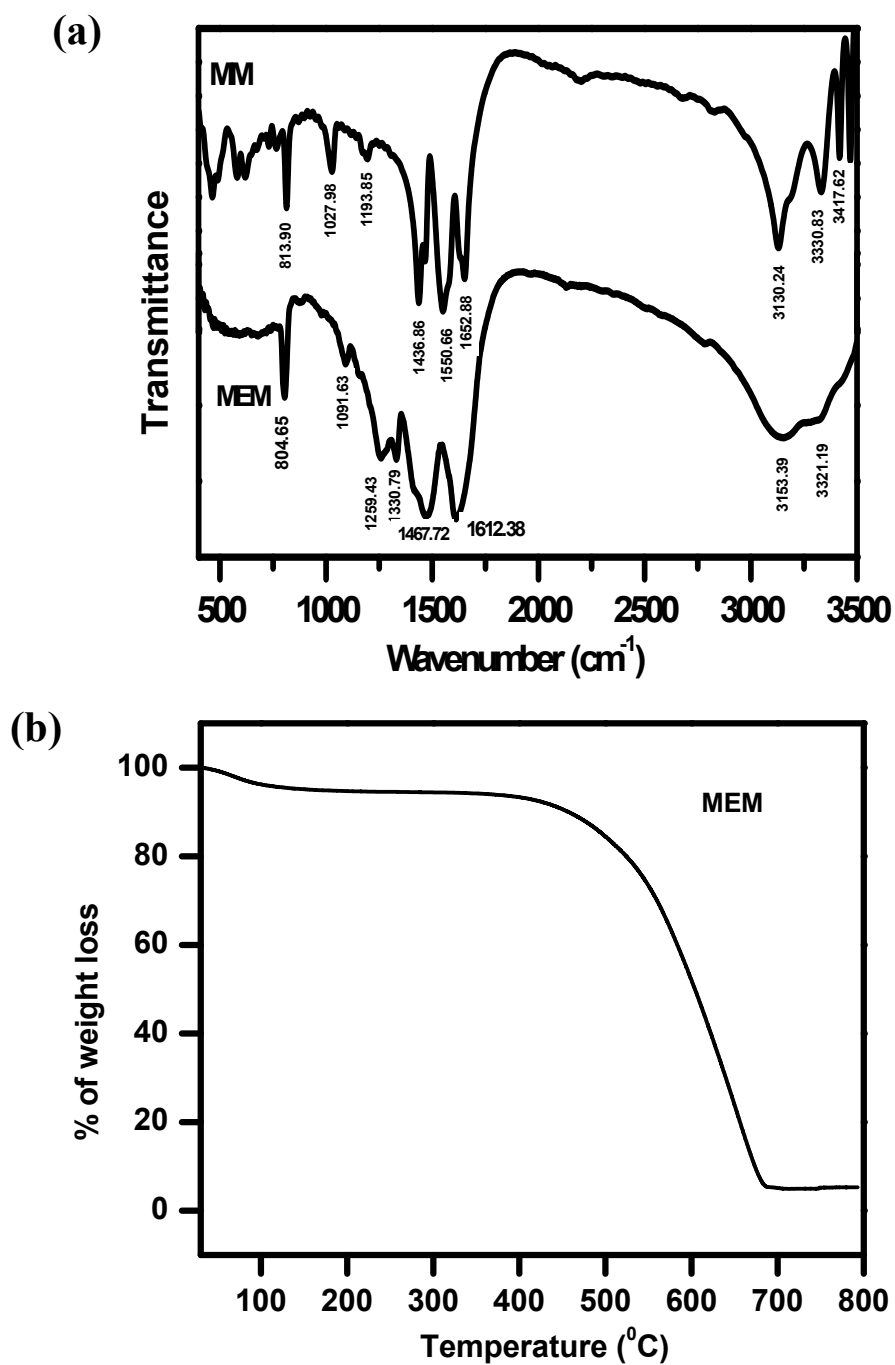 (a)
MM
813.90
1027.98
1193.85
1436.86
1550.66
1652.88
3130.24
3330.83
3417.62
Transmittance
MEM
804.65
1091.63
1259.43
1330.79
1467.72
1612.38
3153.39
3321.19
500 1000 1500 2000 2500 3000 3500
Wavenumber (cm-1)
(b)
MEM
% of weight loss
100
80
60
40
20
0
100 200 300 400 500 600 700 800
Temperature (0C)